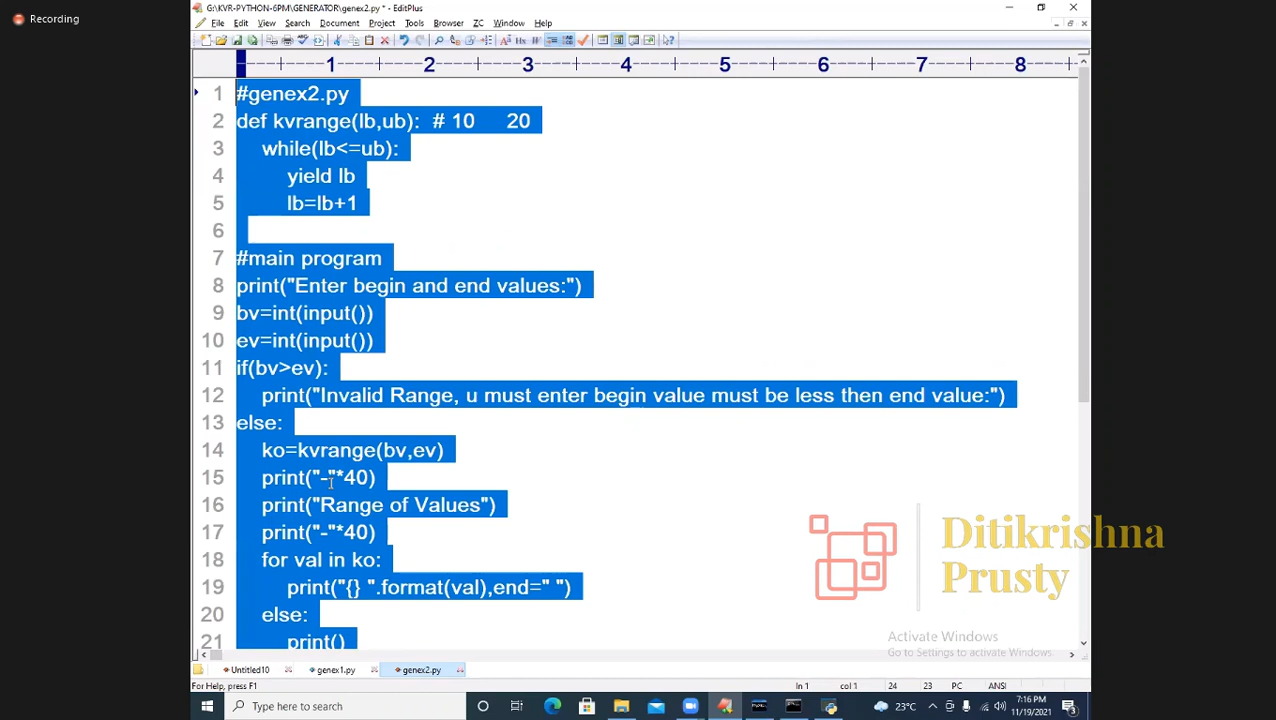 Recording
G:\KVR-PYTHON-6PM\GENERATOR\genex2.py * - EditPlus
File Edit View Search Document Project Tools Browser ZC Window Help
1 2 3 4 5 6 7 8
1 #genex2.py
2 def kvrange(lb,ub): # 10 20
3 while(lb<=ub):
4 yield lb
5 lb=lb+1
6
7 #main program
8 print("Enter begin and end values:")
9 bv=int(input())
10 ev=int(input())
11 if(bv>ev):
12 print("Invalid Range, u must enter begin value must be less then end value:")
13 else:
14 ko=kvrange(bv,ev)
15 print("-"*40)
16 print("Range of Values")
17 print("-"*40)
18 for val in ko:
19 print("{} ".format(val),end=" ")
20 else:
21 print()
Ditikrishna
Prusty
Activate Windows
Go to Settings to activate Windows.
Untitled10 genex1.py genex2.py
For Help, press F1 ln 1 col 1 24 23 PC ANSI
Type here to search 23°C 7:16 PM
11/19/2021 3